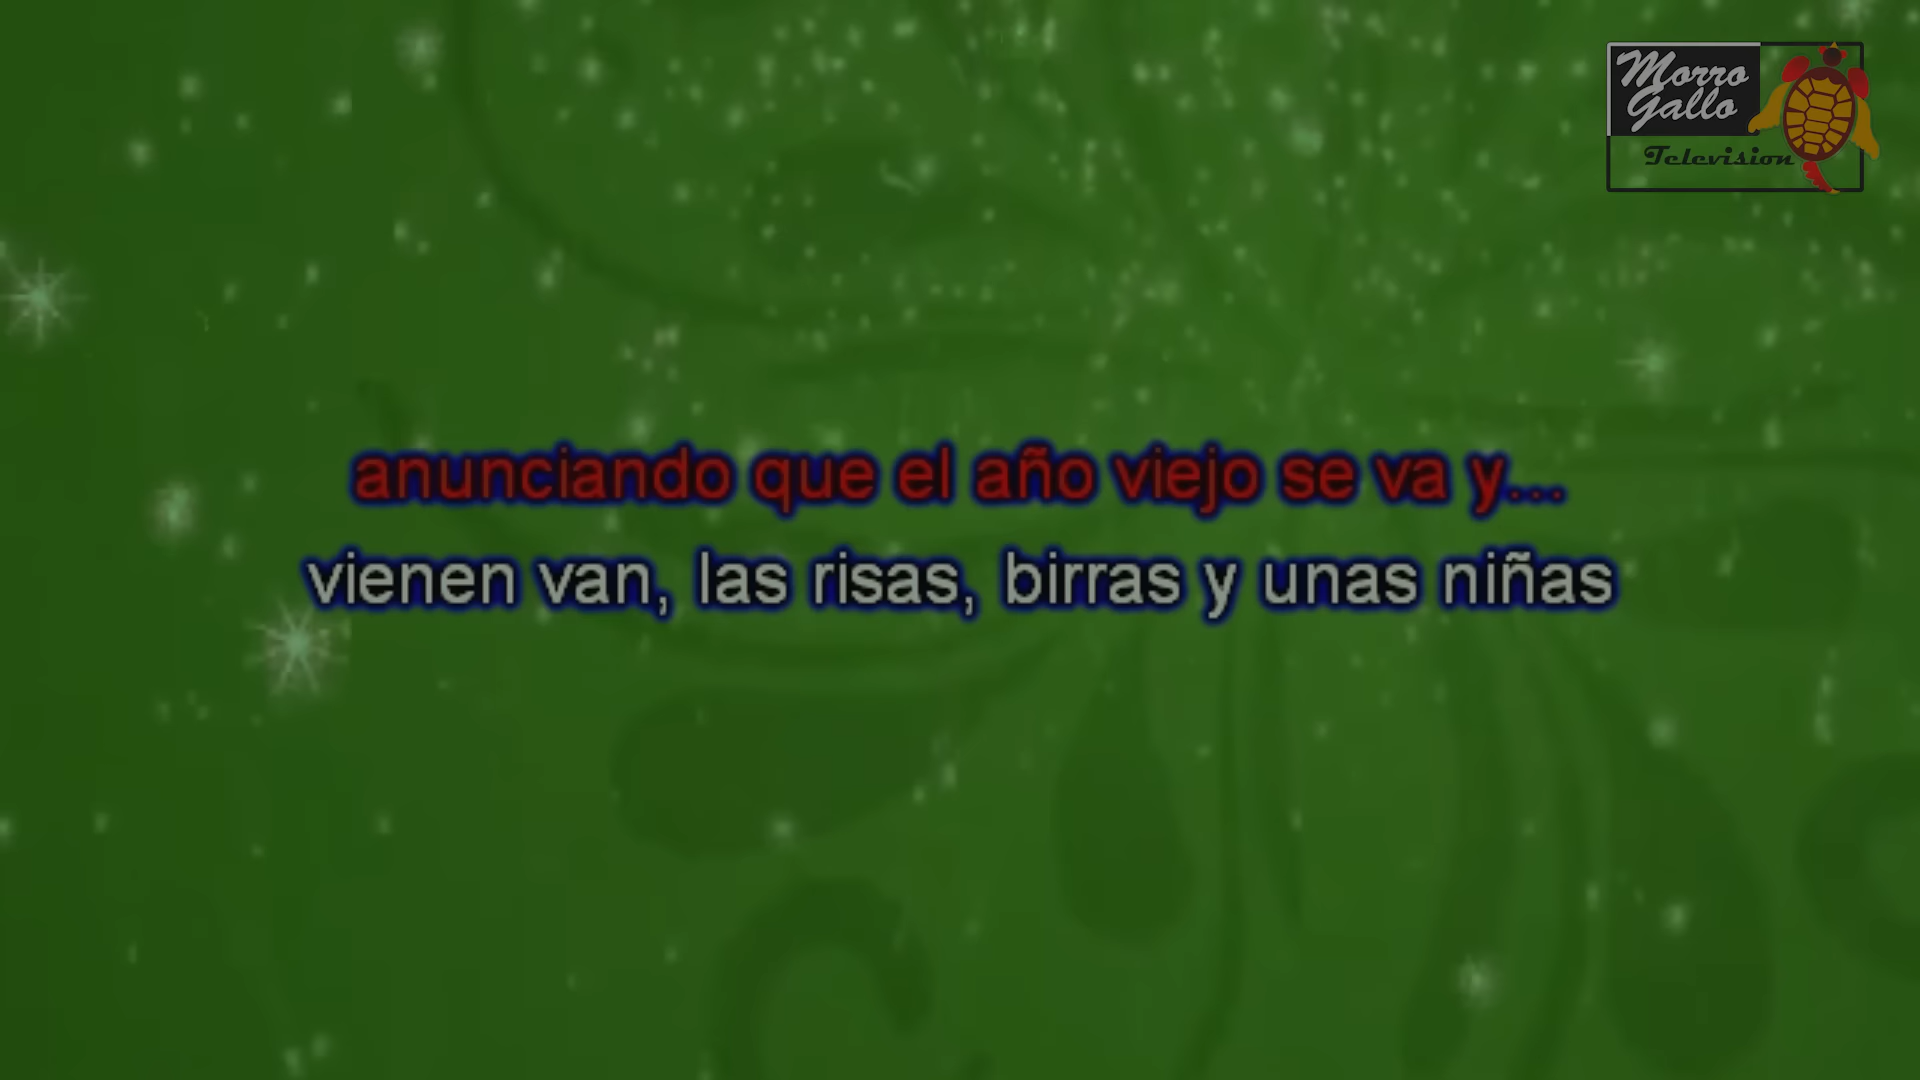 Morro
Gallo
Television
anunciando que el año viejo se va y...
vienen van, las risas, birras y unas niñas